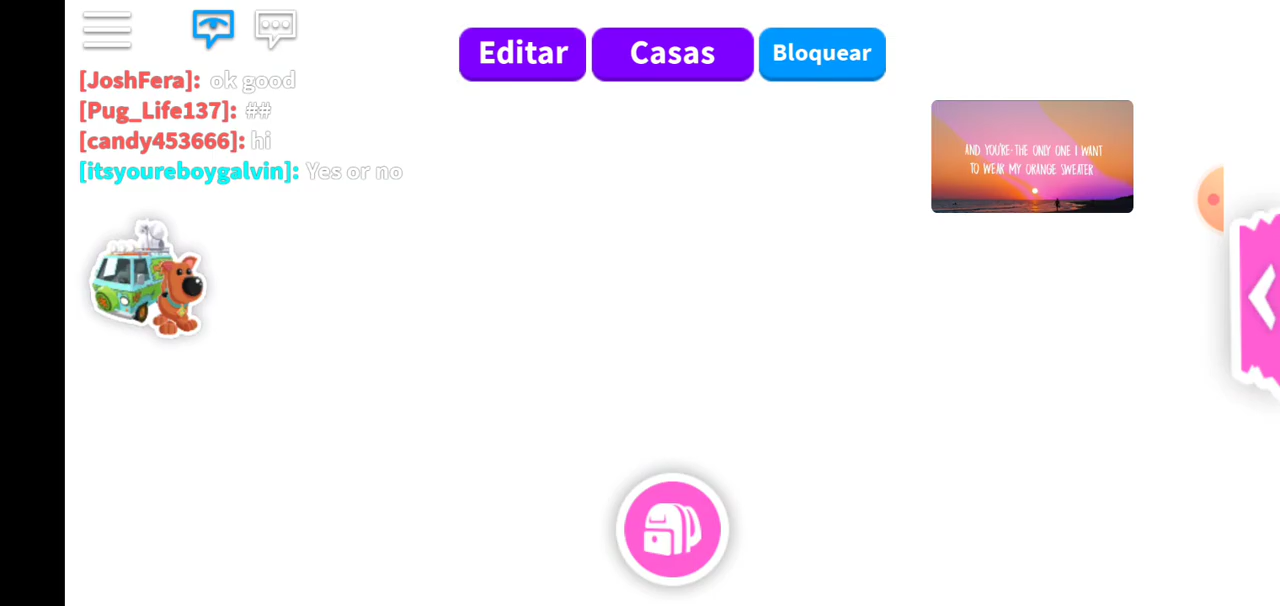 Editar Casas Bloquear
[JoshFera]: ok good
[Pug_Life137]: ##
[candy453666]: hi
[itsyoureboygalvin]: Yes or no
AND YOU'RE THE ONLY ONE I WANT
TO WEAR MY ORANGE SWEATER